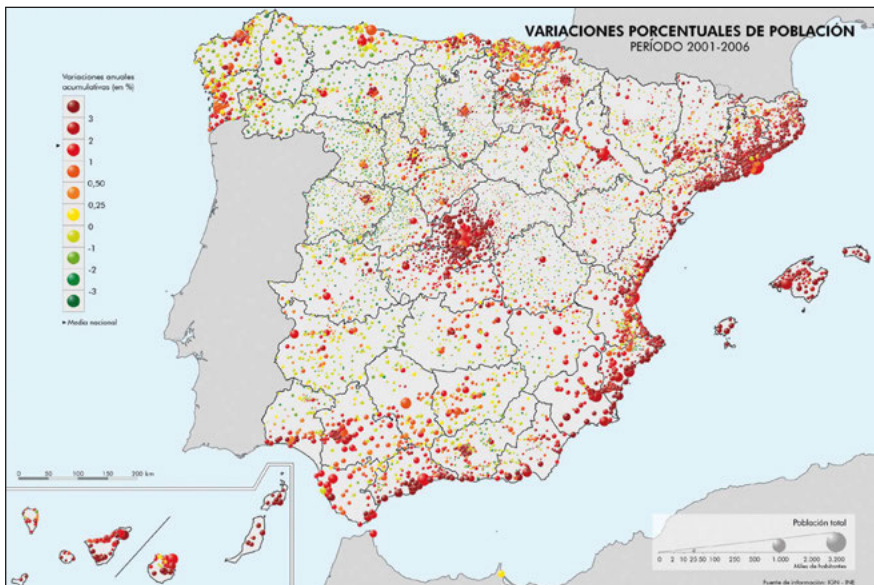 VARIACIONES PORCENTUALES DE POBLACIÓN
PERÍODO 2001-2006
Variaciones anuales
acumulativas (en %)
3
2
1
0,50
0,25
0
-1
-2
-3
Media nacional
0 50 100 200 km
Población total
0 2 10 25 50 100 500 1.000 2.000 3.200
Miles de habitantes
Fuente de información: IGN - INE